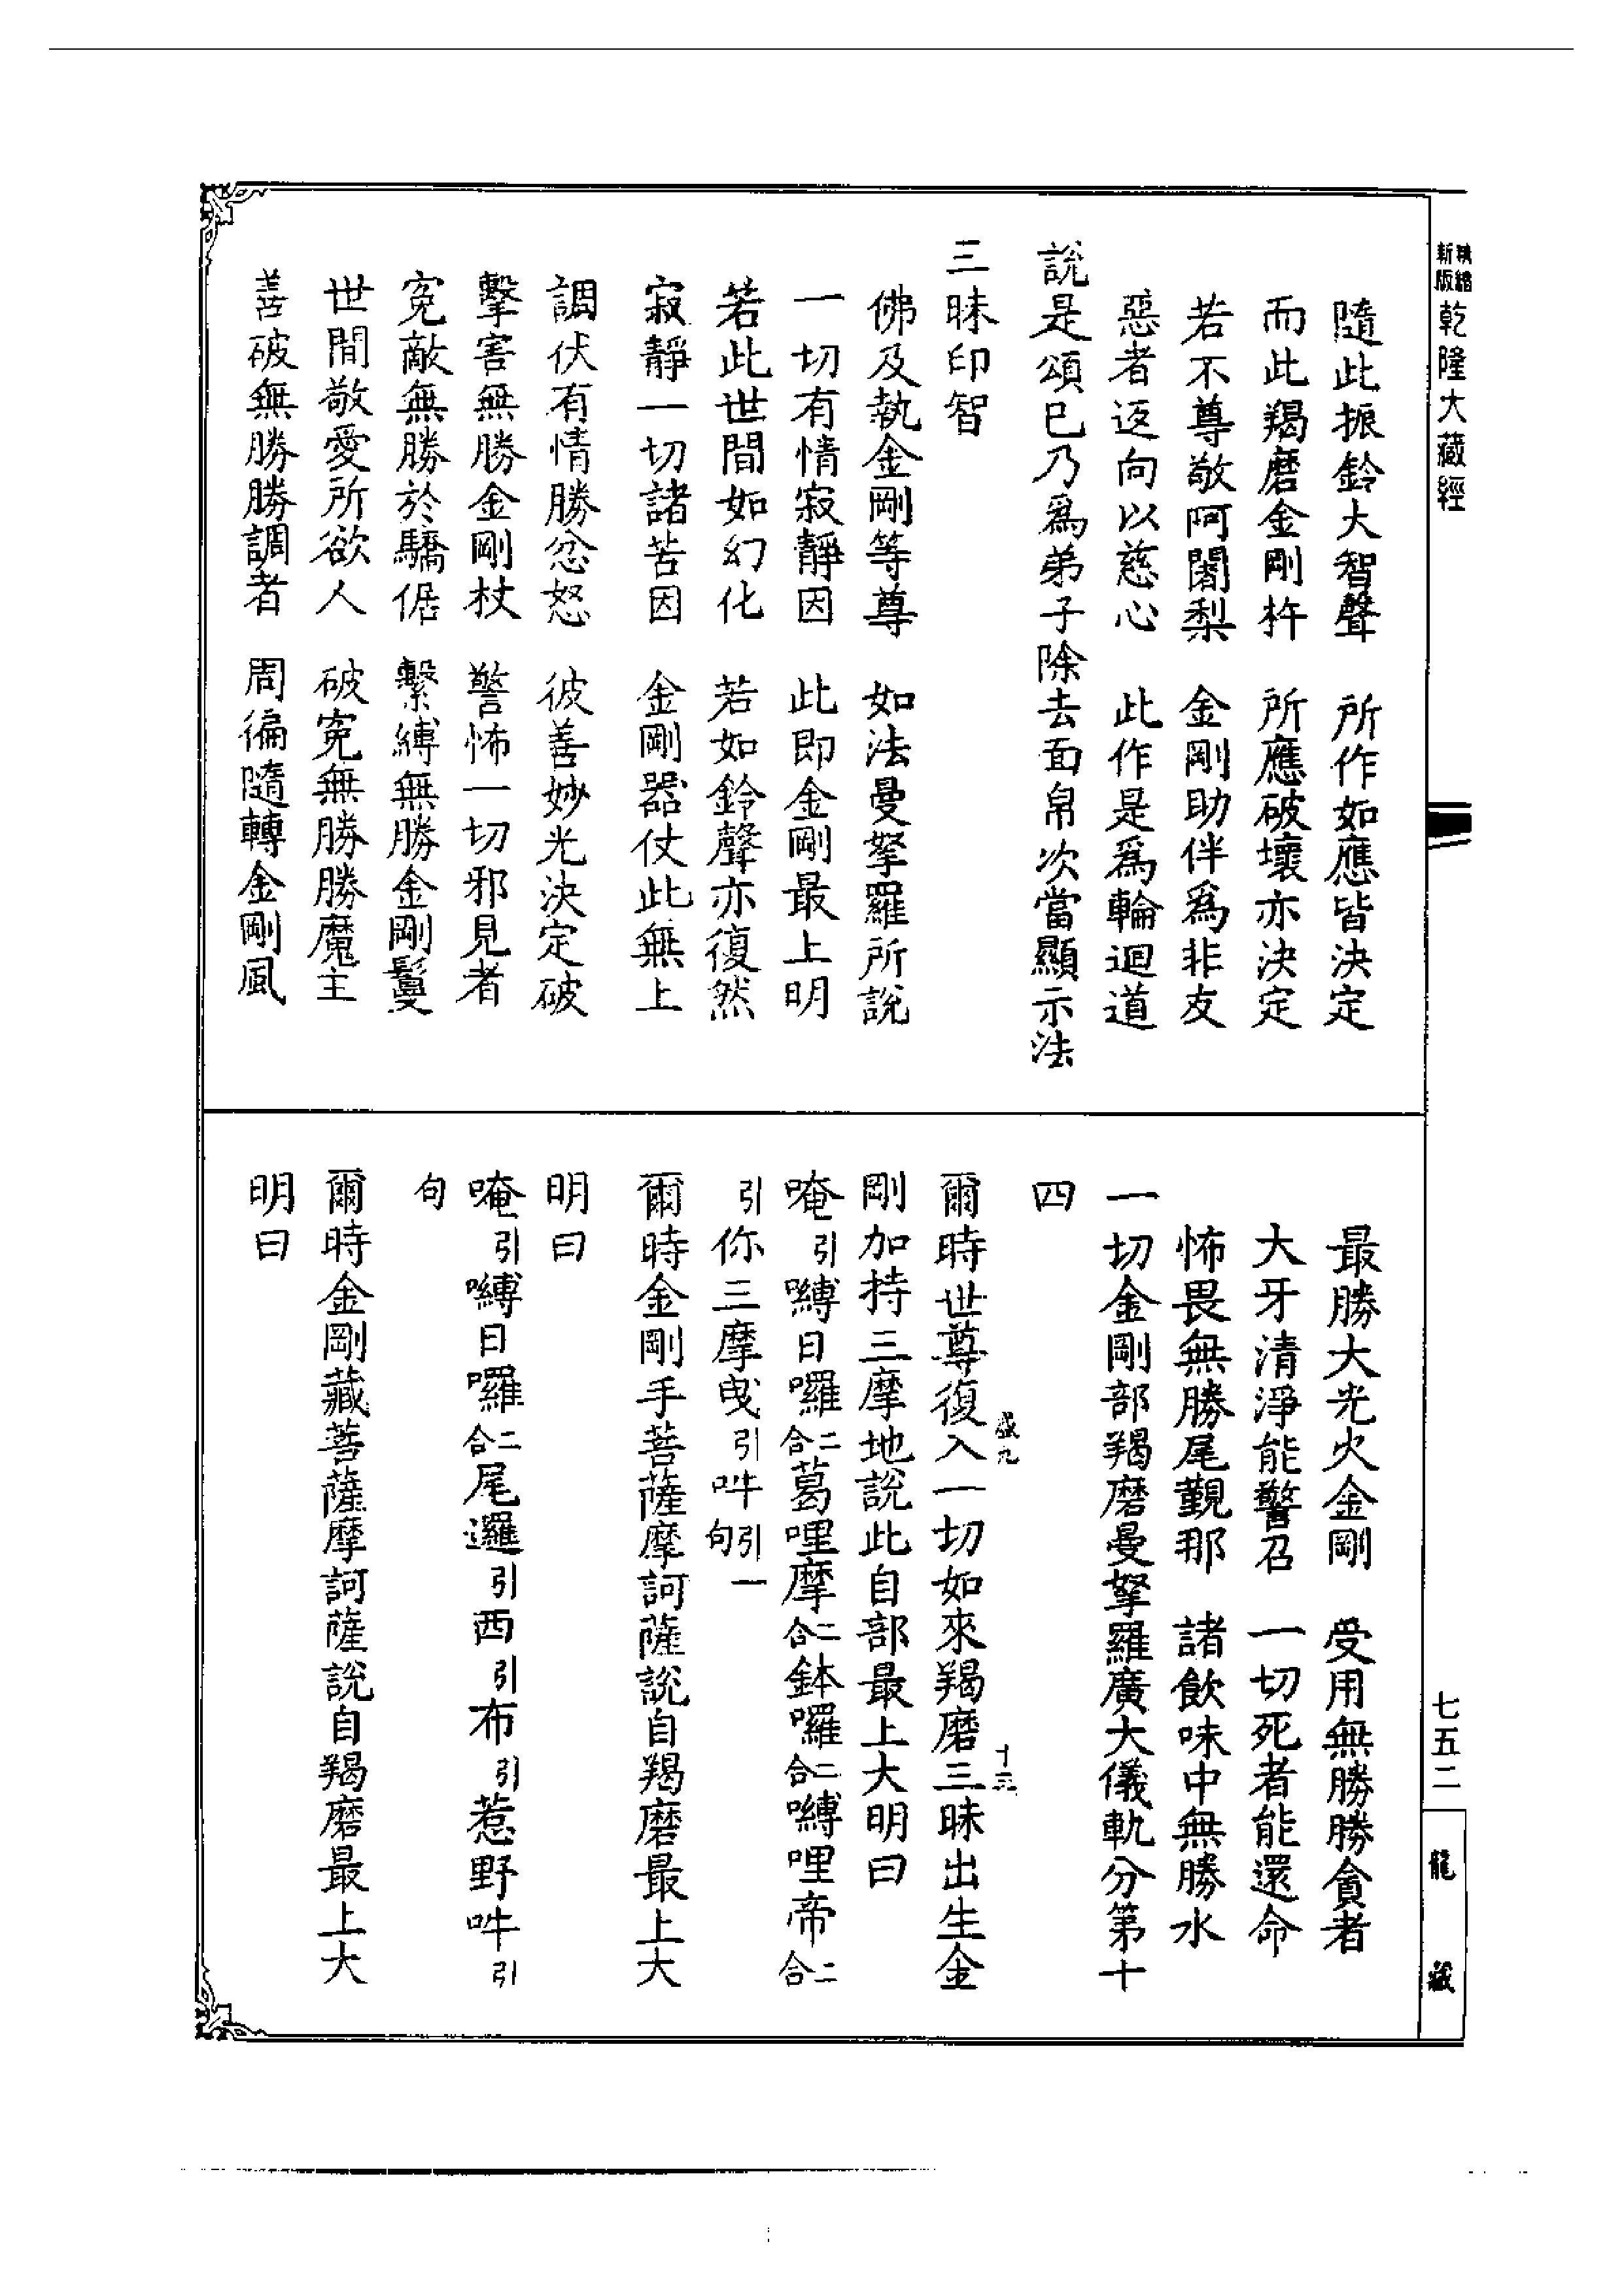 新版精縮乾隆大藏經
隨此振鈴大智聲　所作如應皆決定
而此羯磨金剛杵　所應破壞亦決定
若不尊敬阿闍梨　金剛助伴為非友
惡者返向以慈心　此作是為輪迴道
說是頌已乃為弟子除去面帛次當顯示法
三昧印智
佛及執金剛等尊　如法曼拏羅所說
一切有情寂靜因　此即金剛最上明
若此世間如幻化　若如鈴聲亦復然
寂靜一切諸苦因　金剛器仗此無上
調伏有情勝忿怒　彼善妙光決定破
擊害無勝金剛杖　警怖一切邪見者
寃敵無勝於驕倨　繫縛無勝金剛鬘
世間敬愛所欲人　破寃無勝勝魔主
善破無勝勝調者　周徧隨轉金剛風
最勝大光火金剛　受用無勝勝貪者
大牙清淨能警召　一切死者能還命
怖畏無勝尾覲那　諸飲味中無勝水
一切金剛部羯磨曼拏羅廣大儀軌分第十
四
盛九　十三
爾時世尊復入一切如來羯磨三昧出生金
剛加持三摩地說此自部最上大明曰
唵引嚩日囉二合葛哩摩二合鉢囉二合嚩哩帝二合
引你三摩曳引吽引一句
爾時金剛手菩薩摩訶薩說自羯磨最上大
明曰
唵引嚩日囉二合尾邏引西引布引惹野吽引
句
爾時金剛藏菩薩摩訶薩說自羯磨最上大
明曰
七五二
龍藏